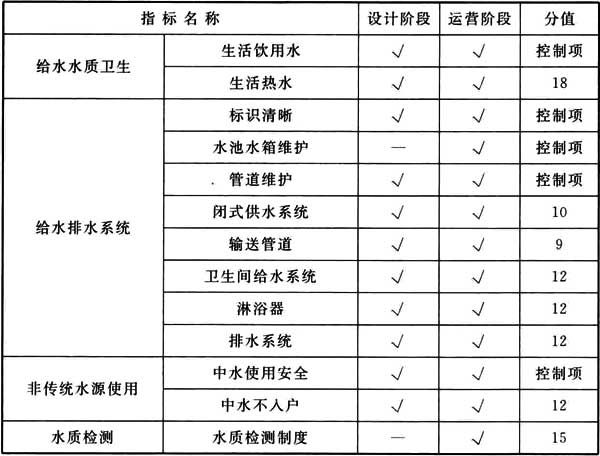 指标名称 设计阶段 运营阶段 分值
给水水质卫生 生活饮用水 √ √ 控制项
生活热水 √ √ 18
给水排水系统 标识清晰 √ √ 控制项
水池水箱维护 — √ 控制项
管道维护 √ √ 控制项
闭式供水系统 √ √ 10
输送管道 √ √ 9
卫生间给水系统 √ √ 12
淋浴器 √ √ 12
排水系统 √ √ 12
非传统水源使用 中水使用安全 √ √ 控制项
中水不入户 √ √ 12
水质检测 水质检测制度 — √ 15